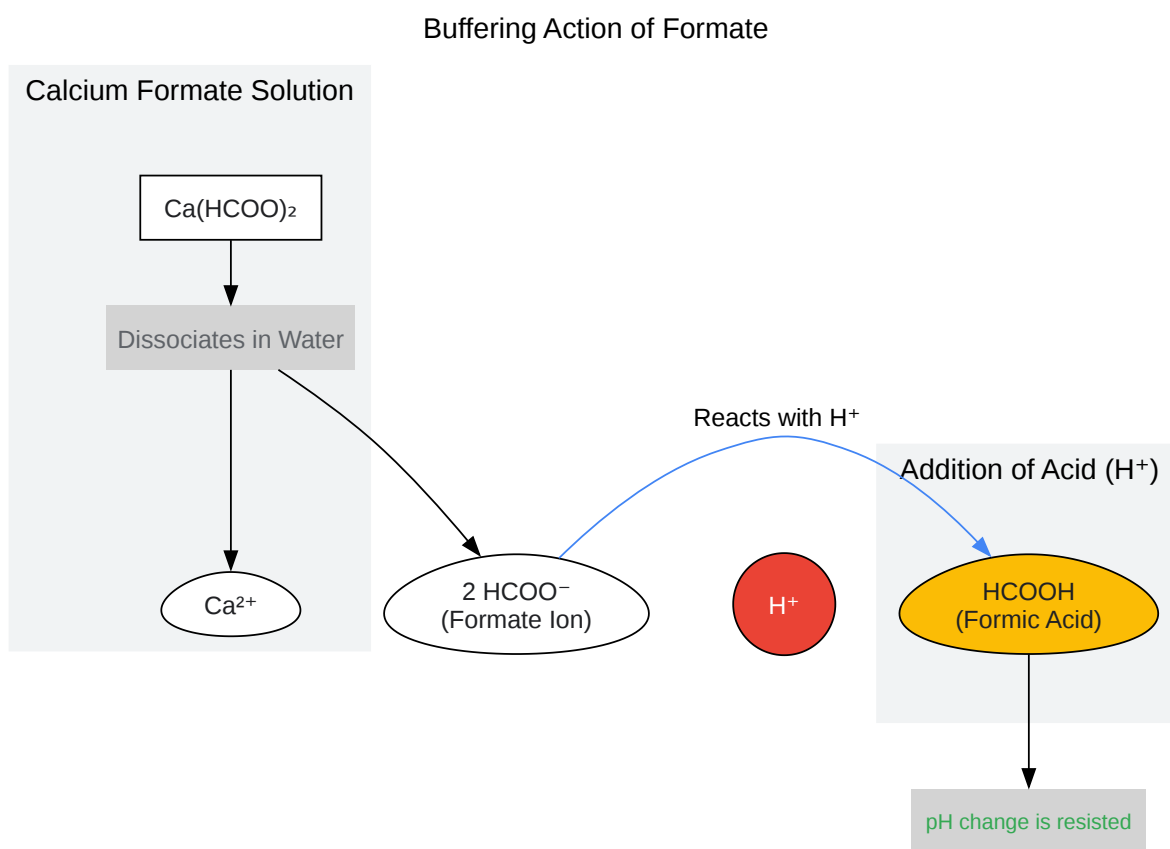 Buffering Action of Formate
Calcium Formate Solution
Ca(HCOO)₂
Dissociates in Water
Reacts with H⁺
Addition of Acid (H⁺)
Ca²⁺
2 HCOO⁻
(Formate Ion)
H⁺
HCOOH
(Formic Acid)
pH change is resisted